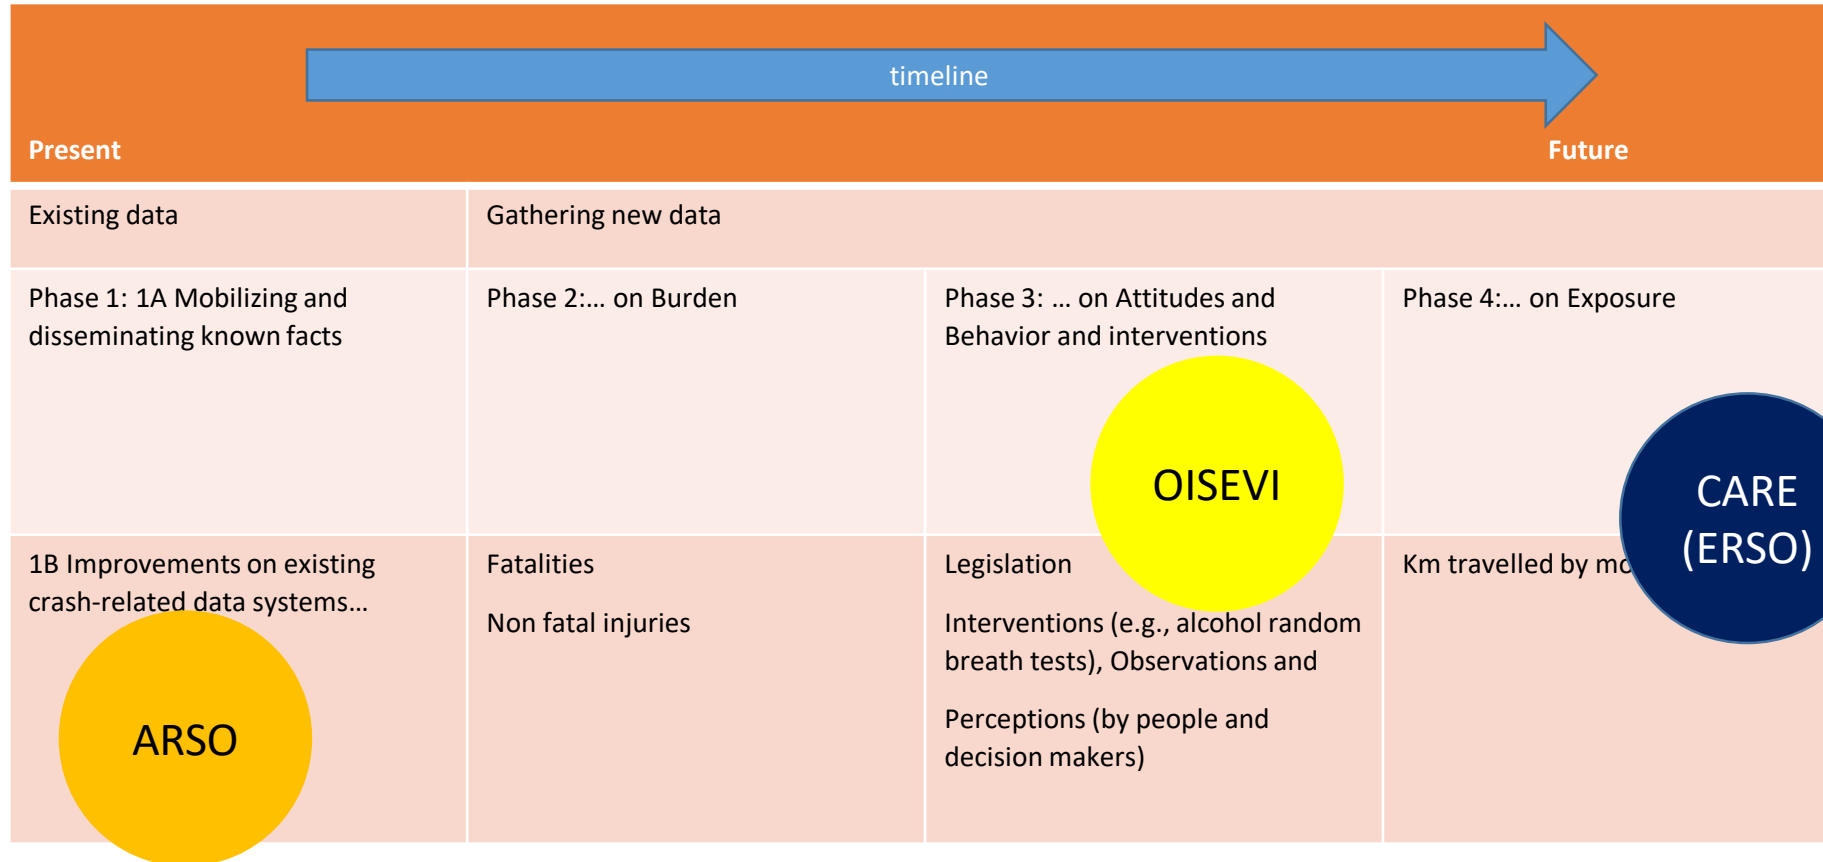 timeline
Present
Future
Existing data
Gathering new data
Phase 1: 1A Mobilizing and
disseminating known facts
Phase 2:... on Burden
Phase 3: ... on Attitudes and
Behavior and interventions
Phase 4:... on Exposure
OISEVI
CARE
(ERSO)
1B Improvements on existing
crash-related data systems...
Fatalities
Non fatal injuries
Legislation
Interventions (e.g., alcohol random
breath tests), Observations and
Perceptions (by people and
decision makers)
Km travelled by
ARSO